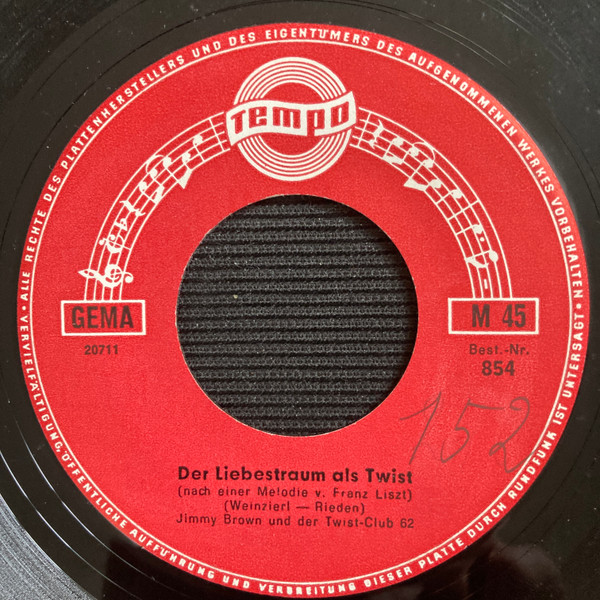 • ALLE RECHTE DES PLATTENHERSTELLERS UND DES EIGENTÜMERS DES AUFGENOMMENEN WERKES VORBEHALTEN • VERVIELFÄLTIGUNG, ÖFFENTLICHE AUFFÜHRUNG UND VERBREITUNG DIESER PLATTE DURCH RUNDFUNK IST UNTERSAGT
Tempo
GEMA
M 45
20711
Best.-Nr.
854
152
Der Liebestraum als Twist
(nach einer Melodie v. Franz Liszt)
(Weinzierl — Rieden)
Jimmy Brown und der Twist-Club 62